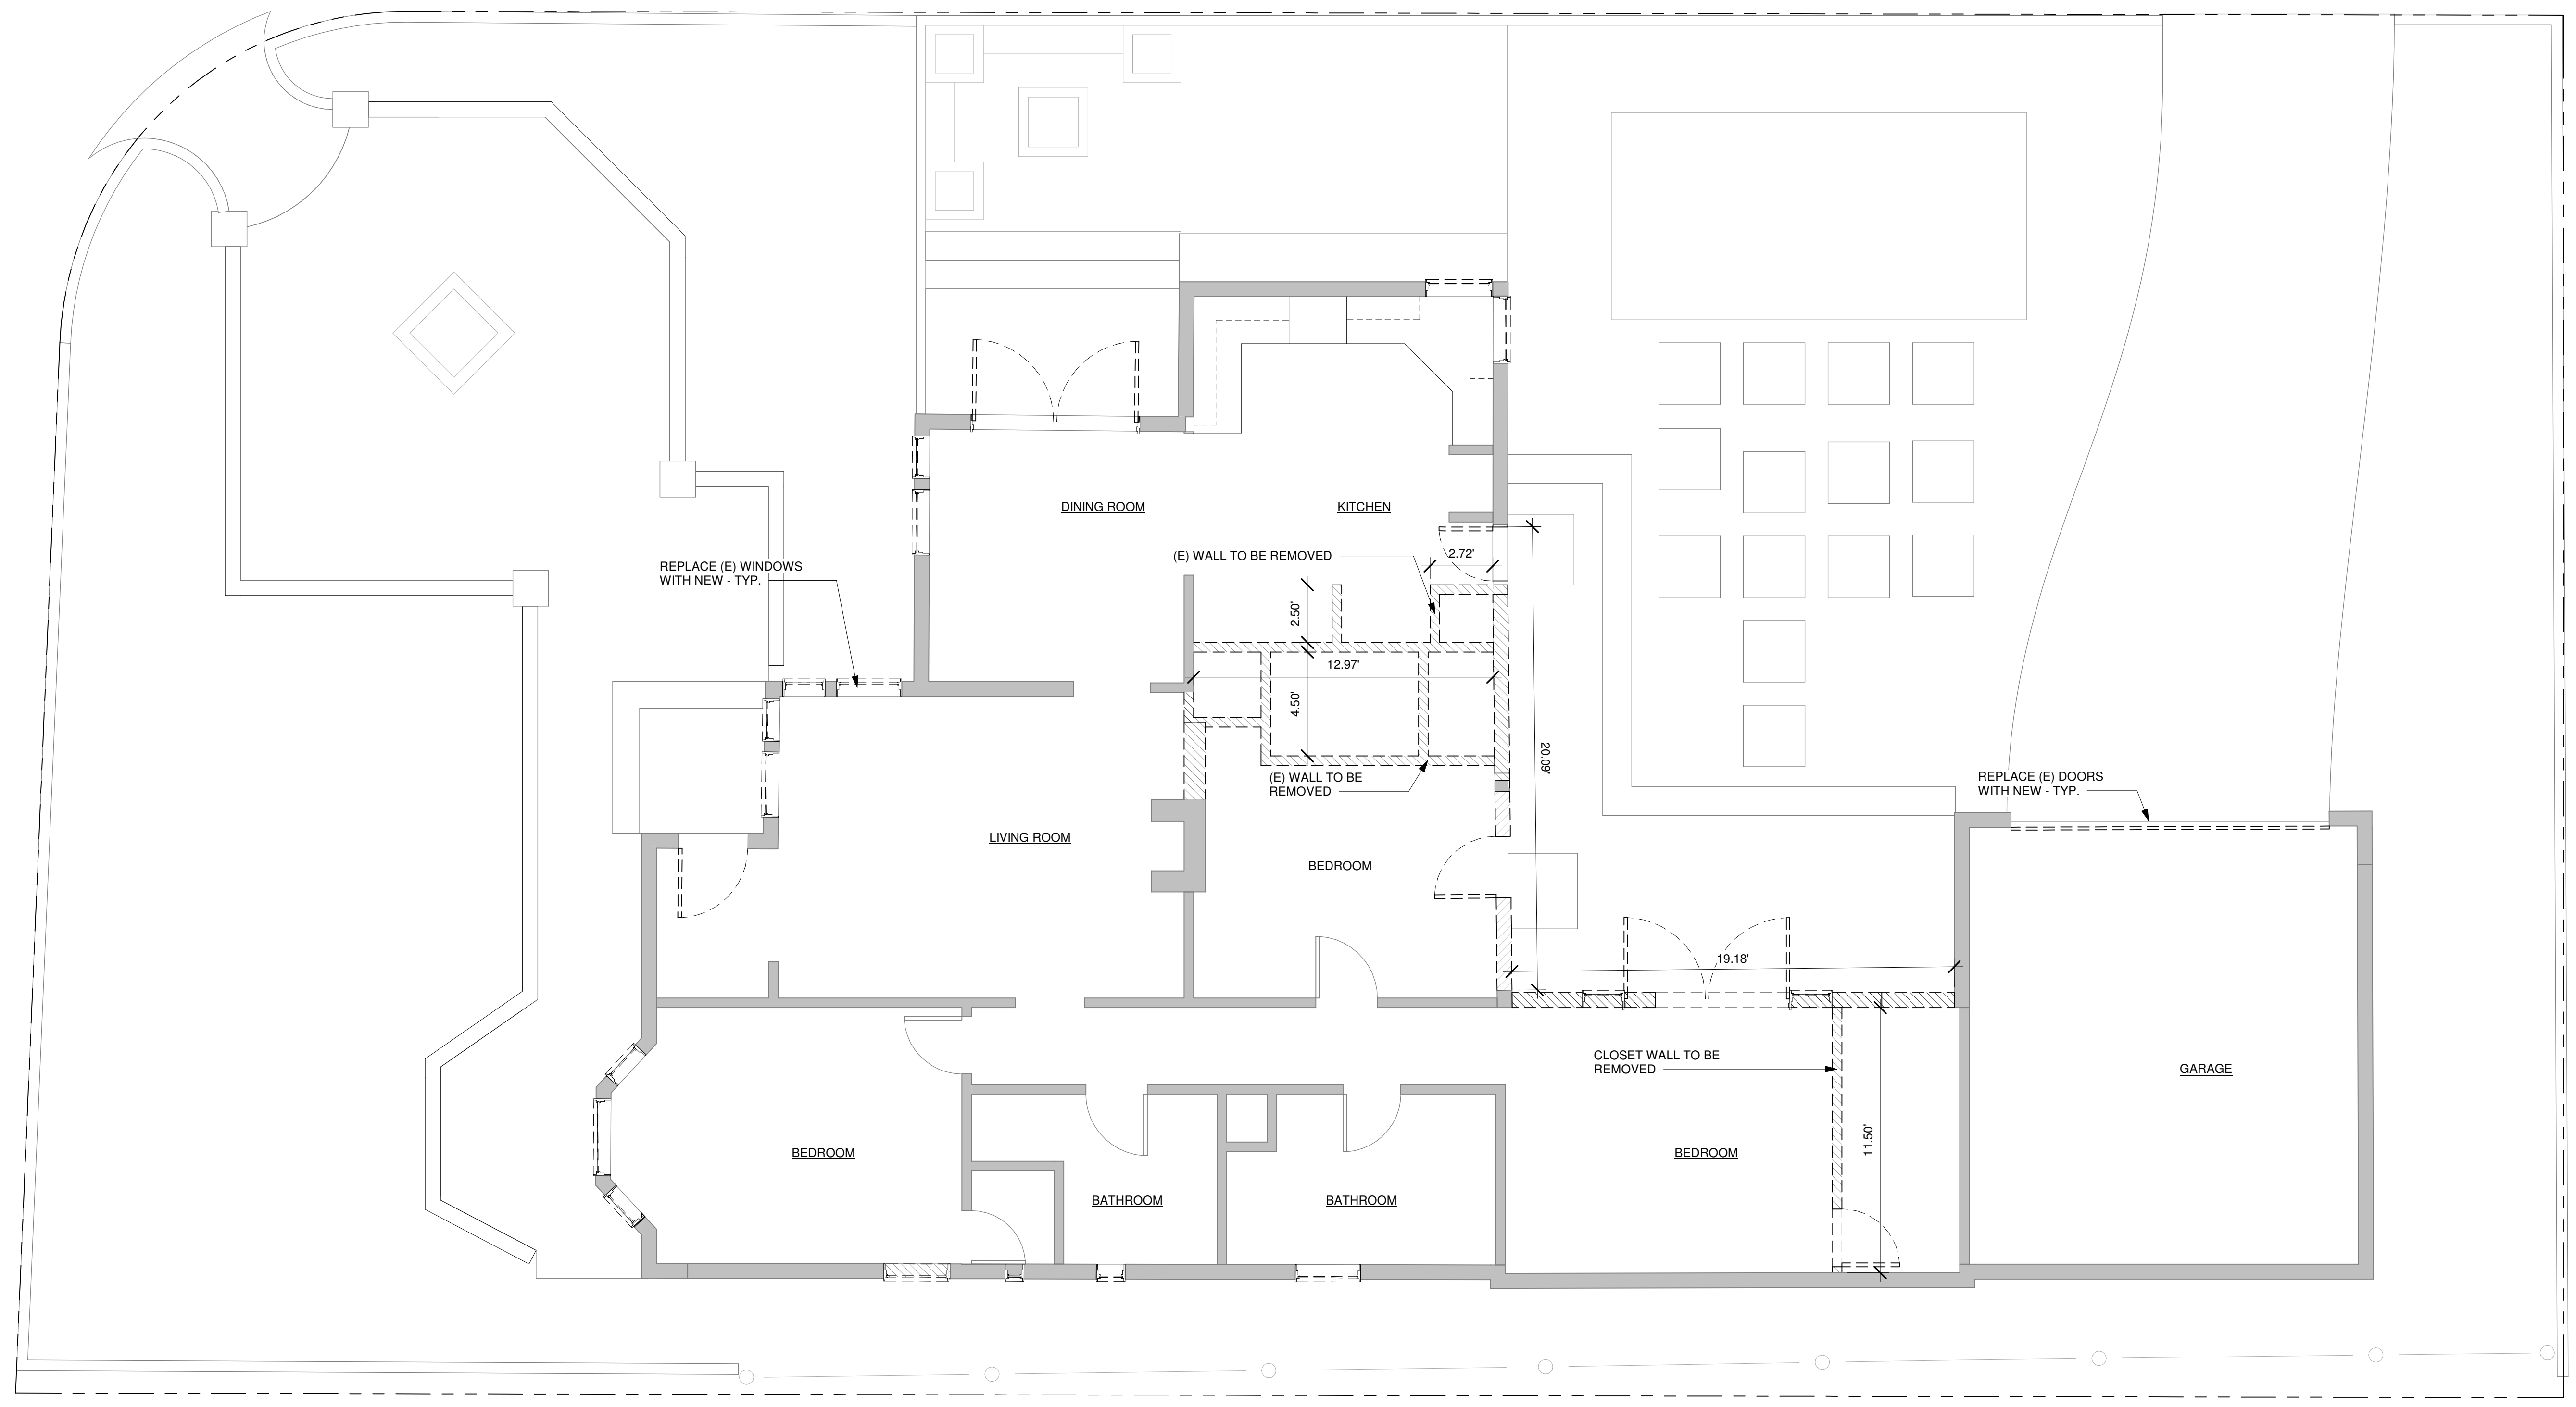 DINING ROOM
KITCHEN
(E) WALL TO BE REMOVED
2.72'
REPLACE (E) WINDOWS
WITH NEW - TYP.
2.50'
12.97'
4.50'
20.09'
(E) WALL TO BE
REMOVED
REPLACE (E) DOORS
WITH NEW - TYP.
LIVING ROOM
BEDROOM
19.18'
CLOSET WALL TO BE
REMOVED
GARAGE
11.50'
BEDROOM
BEDROOM
BATHROOM
BATHROOM